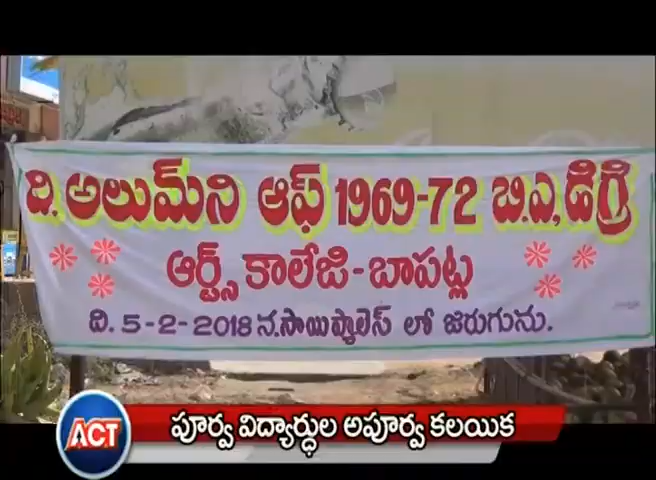 ది. అలుమ్ని ఆఫ్ 1969-72 బి.ఎ, డిగ్రి
ఆర్ట్స్ కాలేజి-బాపట్ల
ది. 5-2-2018 న. సాయిప్యాలెస్ లో జరుగును.
ACT
పూర్వ విద్యార్ధుల అపూర్వ కలయిక